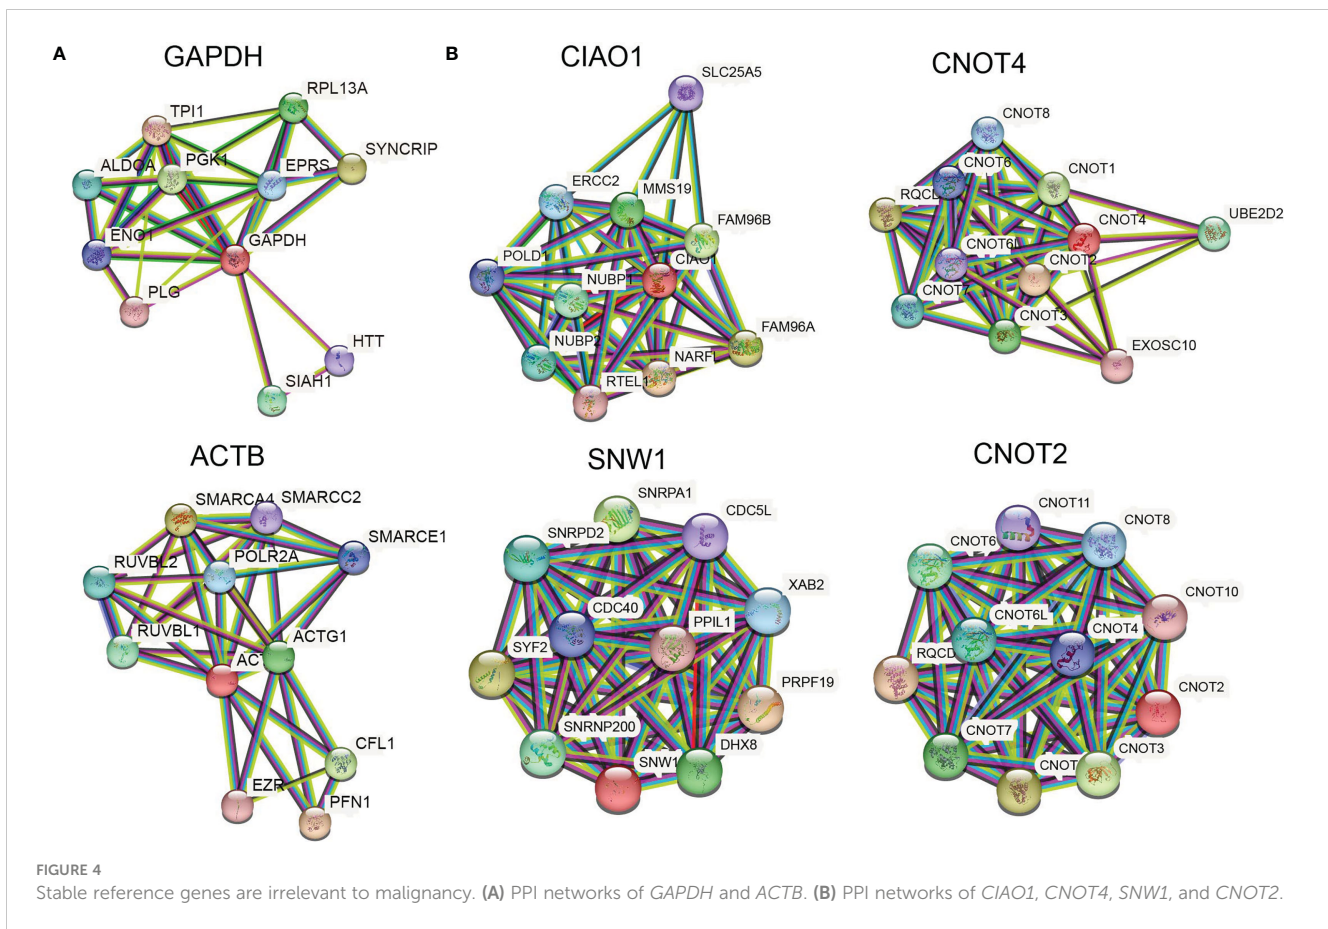 A
GAPDH
RPL13A
TPI1
SYNCRIP
ALDOA
PGK1
EPRS
ENO1
GAPDH
PLG
HTT
SIAH1
ACTB
SMARCA4
SMARCC2
SMARCE1
RUVBL2
POLR2A
RUVBL1
ACTG1
CFL1
EZR
PFN1
B
CIAO1
SLC25A5
ERCC2
MMS19
FAM96B
POLD1
CIAO1
NUBP1
FAM96A
NUBP2
NARFL
RTEL1
CNOT4
CNOT8
CNOT6
CNOT1
RQCD
CNOT4
UBE2D2
CNOT6L
CNOT2
CNOT7
CNOT3
EXOSC10
SNW1
SNRPA1
CDC5L
SNRPD2
XAB2
CDC40
PPIL1
SYF2
PRPF19
SNRNP200
DHX8
SNW1
CNOT2
CNOT11
CNOT8
CNOT6
CNOT10
CNOT6L
CNOT4
RQCD
CNOT2
CNOT7
CNOT3
CNOT
FIGURE 4
Stable reference genes are irrelevant to malignancy. (A) PPI networks of GAPDH and ACTB. (B) PPI networks of CIAO1, CNOT4, SNW1, and CNOT2.